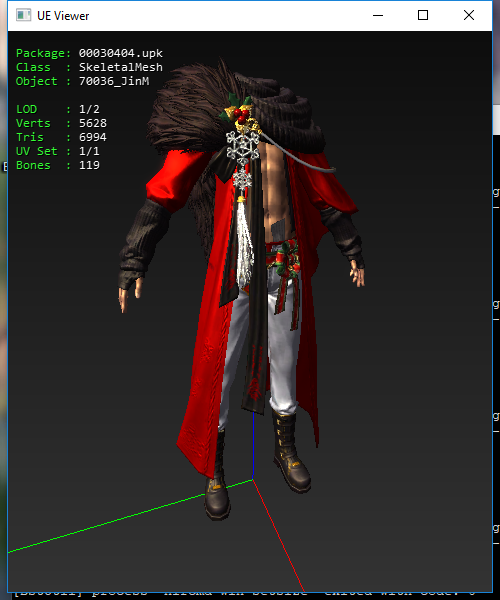 UE Viewer
Package: 00030404.upk
Class : SkeletalMesh
Object : 70036_JinM
LOD : 1/2
Verts : 5628
Tris : 6994
UV Set : 1/1
Bones : 119